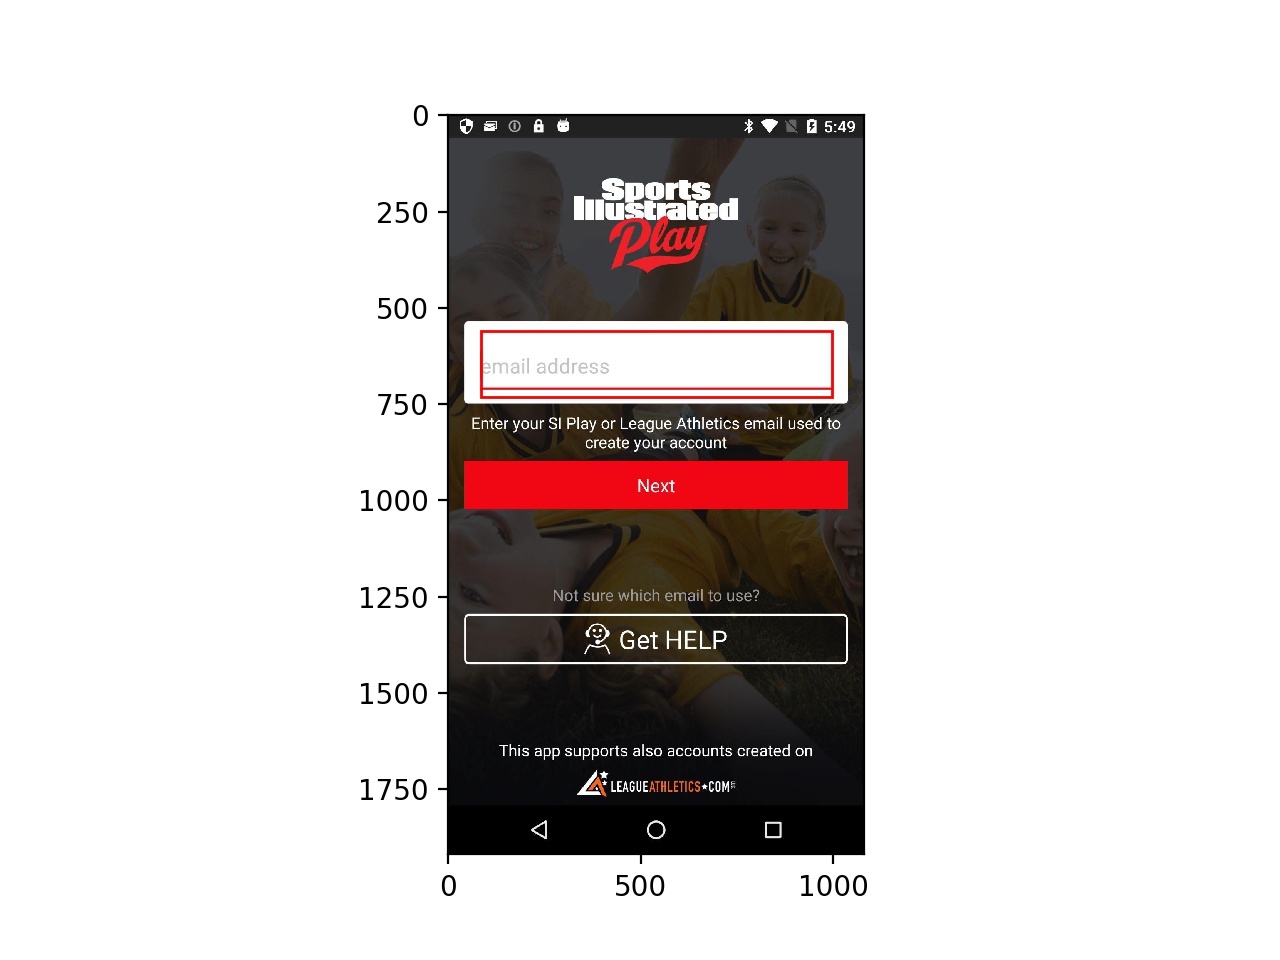 0
250
500
750
1000
1250
1500
1750
5:49
Sports
Illustrated
Play
email address
Enter your SI Play or League Athletics email used to
create your account
Next
Not sure which email to use?
Get HELP
This app supports also accounts created on
LEAGUEATHLETICS★COM
0 500 1000